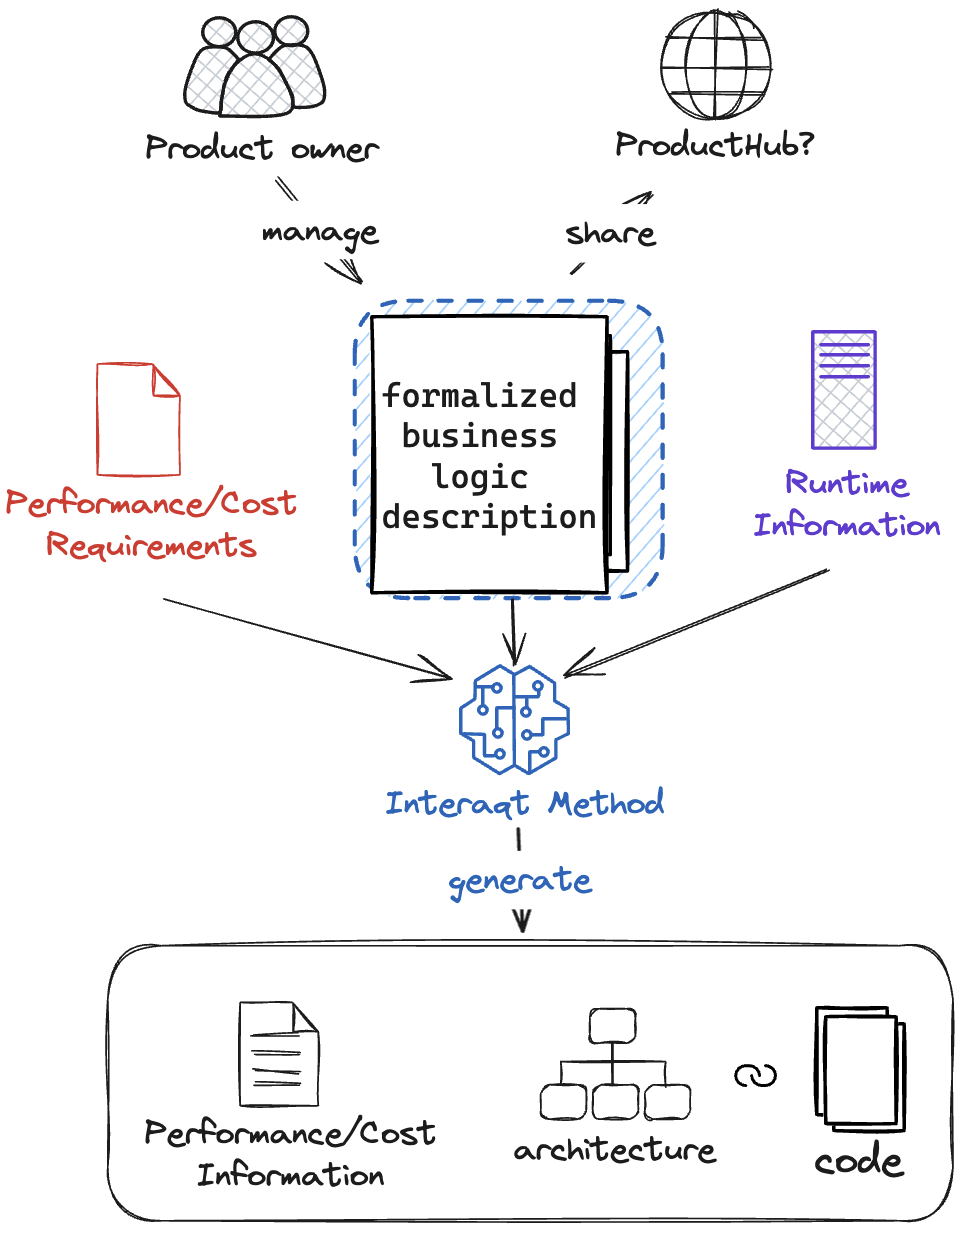 Product owner
ProductHub?
manage
share
formalized
business
logic
description
Performance/Cost
Requirements
Runtime
Information
Interaqt Method
generate
Performance/Cost
Information
architecture
code